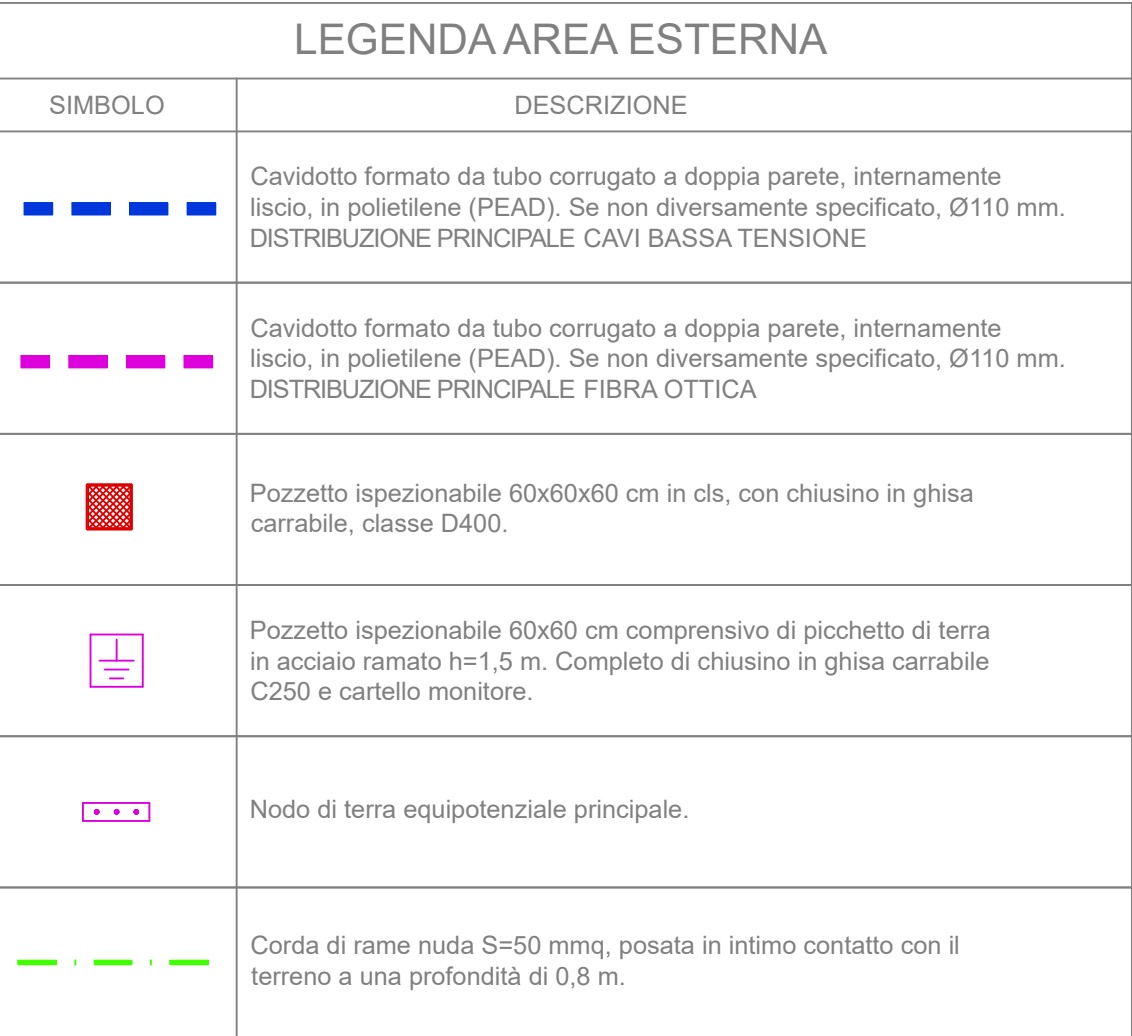 LEGENDA AREA ESTERNA
SIMBOLO
DESCRIZIONE
Cavidotto formato da tubo corrugato a doppia parete, internamente
liscio, in polietilene (PEAD). Se non diversamente specificato, Ø110 mm.
DISTRIBUZIONE PRINCIPALE CAVI BASSA TENSIONE
Cavidotto formato da tubo corrugato a doppia parete, internamente
liscio, in polietilene (PEAD). Se non diversamente specificato, Ø110 mm.
DISTRIBUZIONE PRINCIPALE FIBRA OTTICA
Pozzetto ispezionabile 60x60x60 cm in cls, con chiusino in ghisa
carrabile, classe D400.
Pozzetto ispezionabile 60x60 cm comprensivo di picchetto di terra
in acciaio ramato h=1,5 m. Completo di chiusino in ghisa carrabile
C250 e cartello monitore.
Nodo di terra equipotenziale principale.
Corda di rame nuda S=50 mmq, posata in intimo contatto con il
terreno a una profondità di 0,8 m.